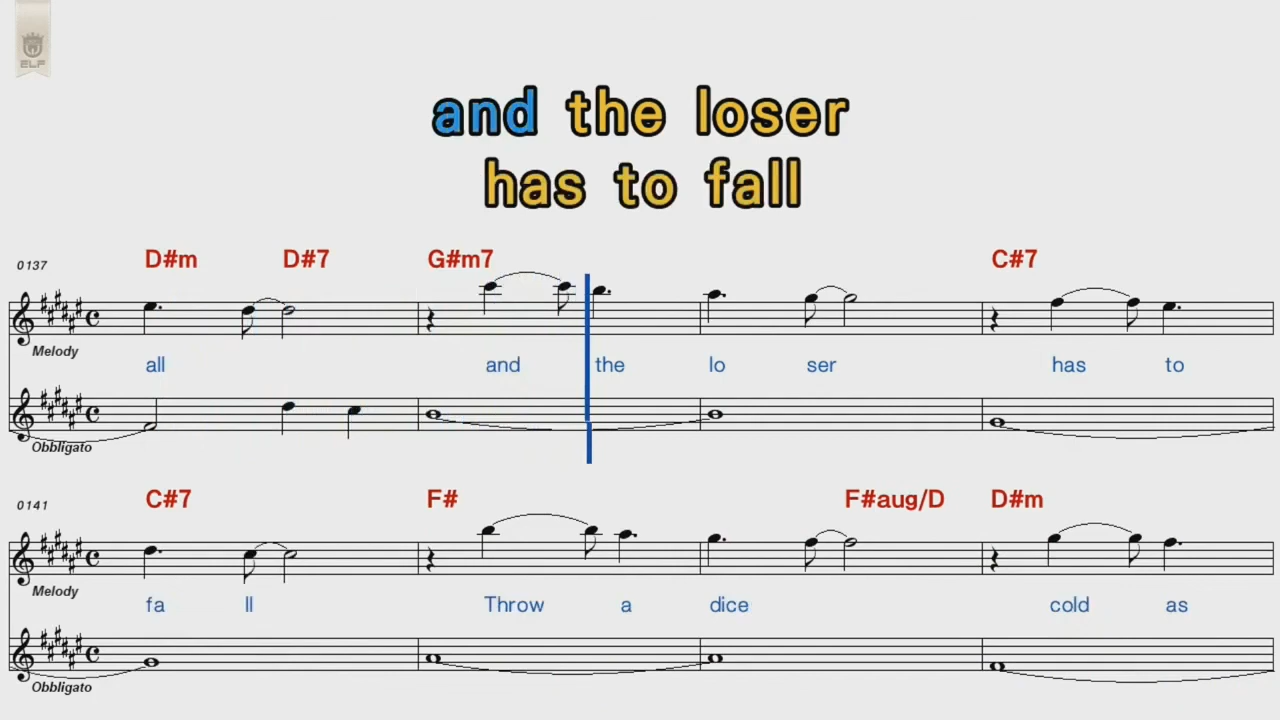 ELF
and the loser
has to fall
0137 D#m D#7 G#m7 C#7
Melody
all and the lo ser has to
Obbligato
0141 C#7 F# F#aug/D D#m
Melody
fa ll Throw a dice cold as
Obbligato